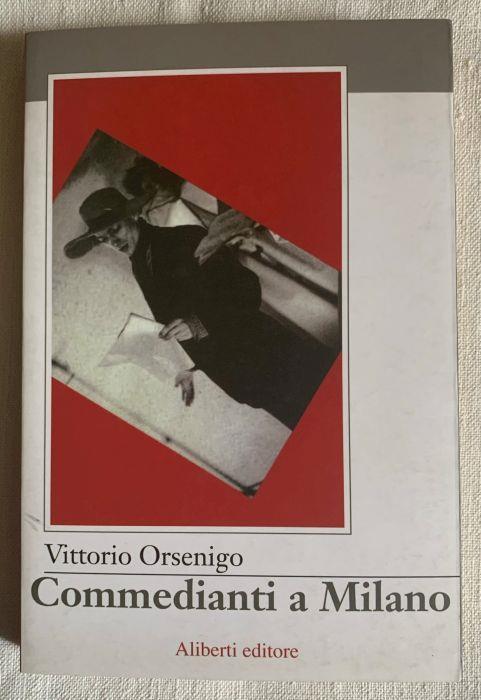 Vittorio Orsenigo
Commedianti a Milano
Aliberti editore